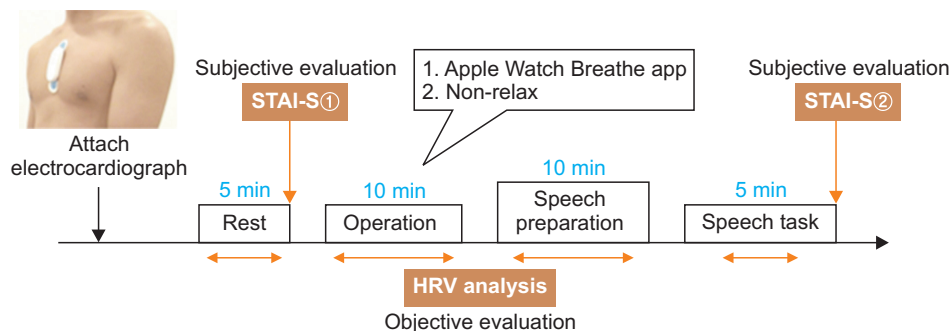 Attach
electrocardiograph
Subjective evaluation
STAI-S①
1. Apple Watch Breathe app
2. Non-relax
Subjective evaluation
STAI-S②
5 min
Rest
10 min
Operation
10 min
Speech
preparation
5 min
Speech task
HRV analysis
Objective evaluation